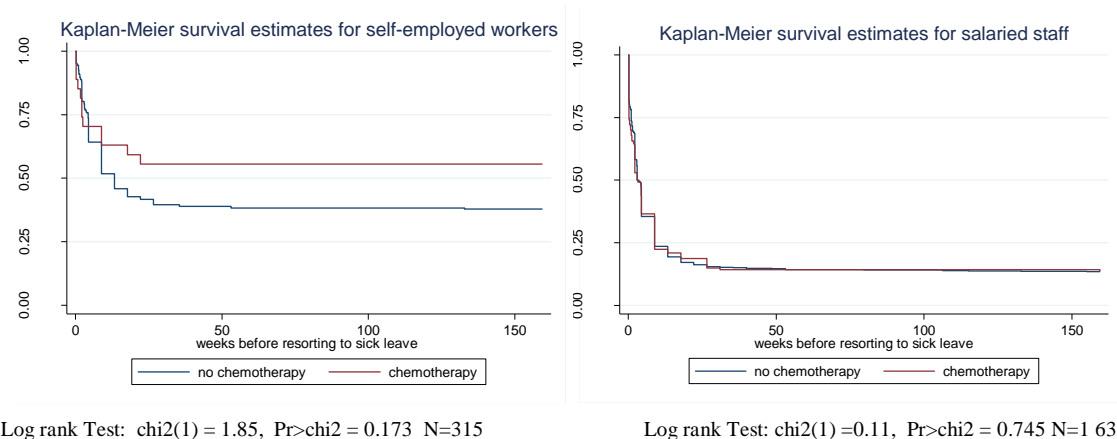 Kaplan-Meier survival estimates for self-employed workers
1.00
0.75
0.50
0.25
0.00
0 50 100 150
weeks before resorting to sick leave
no chemotherapy chemotherapy
Log rank Test: chi2(1) = 1.85, Pr>chi2 = 0.173 N=315
Kaplan-Meier survival estimates for salaried staff
1.00
0.75
0.50
0.25
0.00
0 50 100 150
weeks before resorting to sick leave
no chemotherapy chemotherapy
Log rank Test: chi2(1) =0.11, Pr>chi2 = 0.745 N=1 63